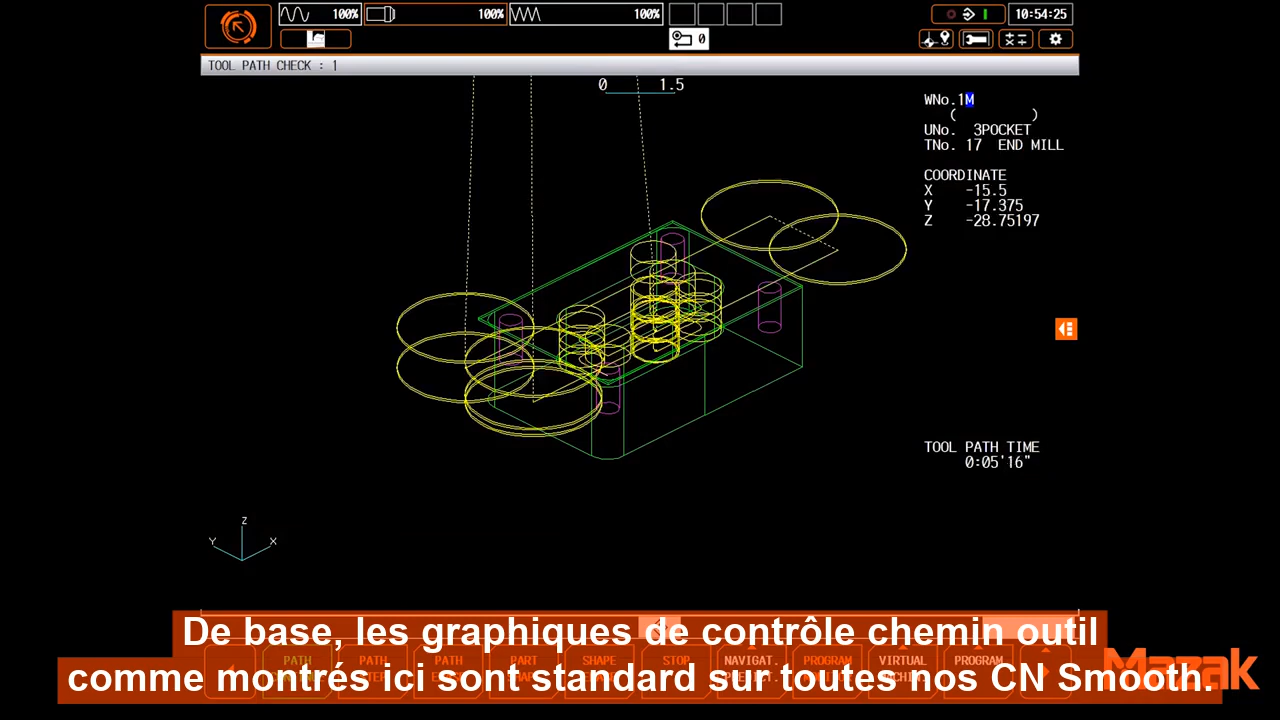 100%
100%
100%
10:54:25
0
TOOL PATH CHECK : 1
0 1.5
WNo.1M
( )
UNo. 3POCKET
TNo. 17 END MILL
COORDINATE
X -15.5
Y -17.375
Z -28.75197
TOOL PATH TIME
0:05'16"
Z
Y X
De base, les graphiques de contrôle chemin outil
comme montrés ici sont standard sur toutes nos CN Smooth.
PATH
PATH
PATH
PART
SHAPE
STOP
NAVIGAT.
PROGRAM
VIRTUAL
PROGRAM
Mazak